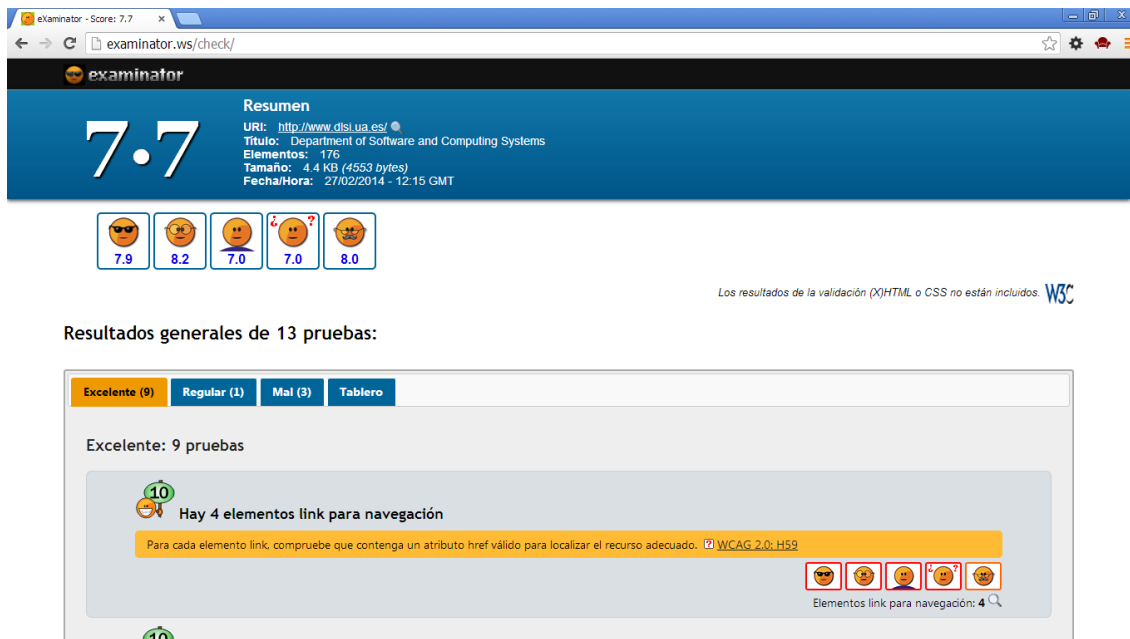 eXaminator - Score: 7.7
examinator.ws/check/
examinator
7.7
Resumen
URI: http://www.dlsi.ua.es/
Título: Department of Software and Computing Systems
Elementos: 176
Tamaño: 4.4 KB (4553 bytes)
Fecha/Hora: 27/02/2014 - 12:15 GMT
¿ ?
7.9 8.2 7.0 7.0 8.0
Los resultados de la validación (X)HTML o CSS no están incluidos. W3C
Resultados generales de 13 pruebas:
Excelente (9) Regular (1) Mal (3) Tablero
Excelente: 9 pruebas
10
Hay 4 elementos link para navegación
Para cada elemento link, compruebe que contenga un atributo href válido para localizar el recurso adecuado. ? WCAG 2.0: H59
¿ ?
Elementos link para navegación: 4
10